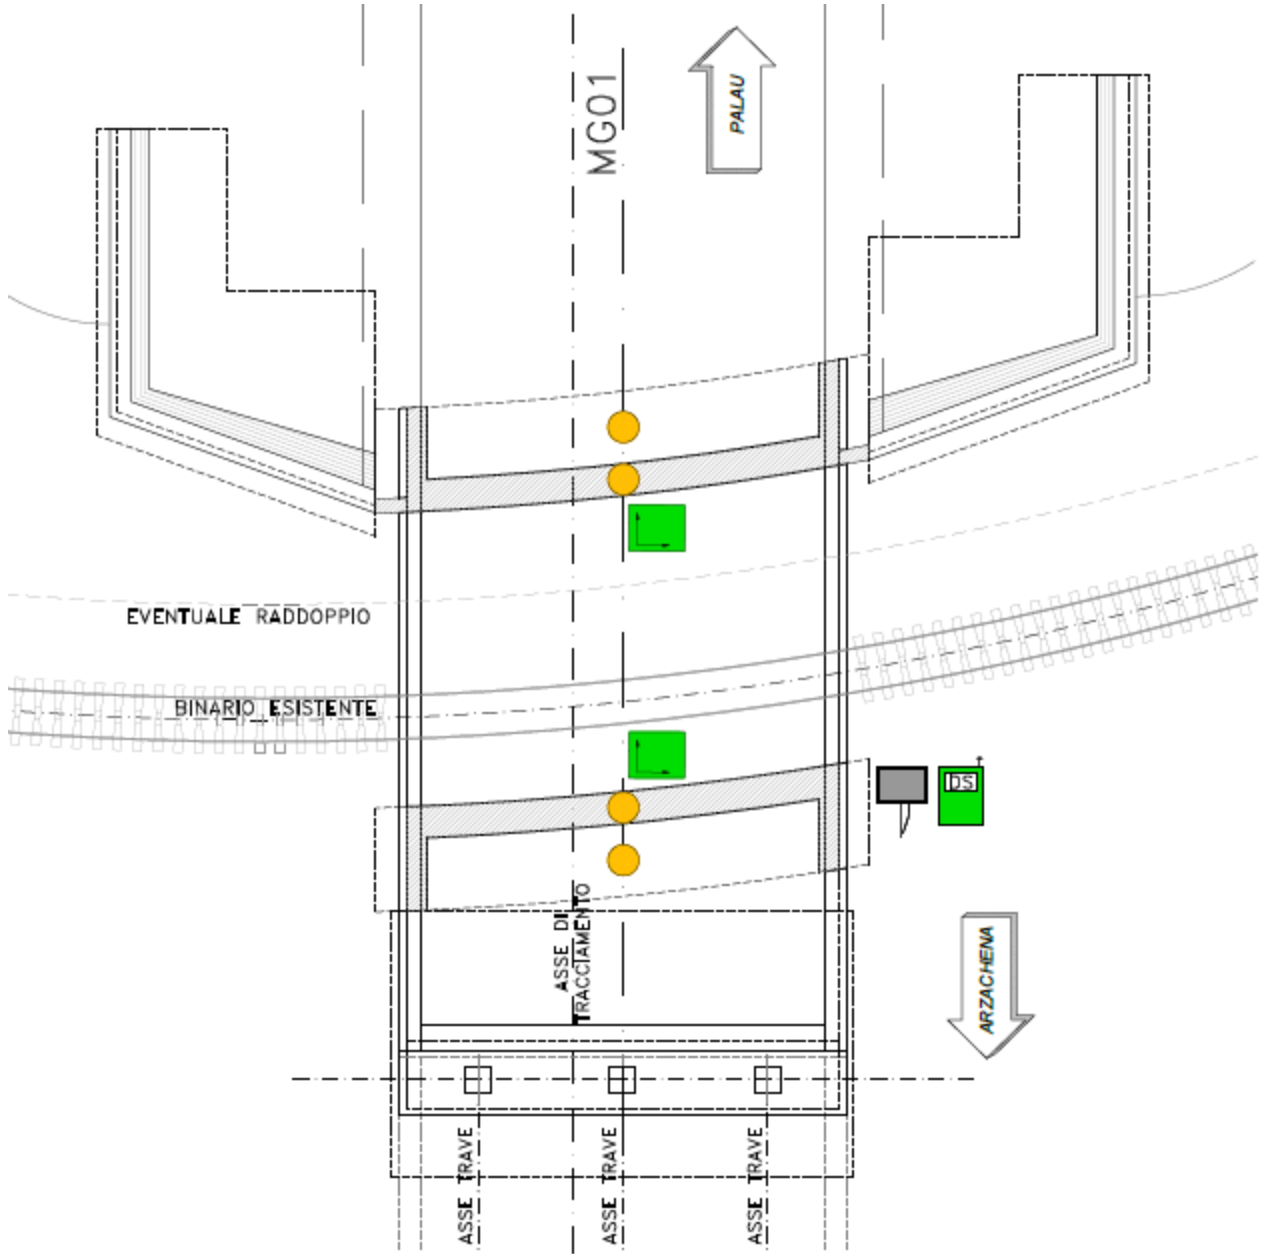 MG01
PALAU
EVENTUALE RADDOPPIO
BINARIO ESISTENTE
DS
ASSE DI
TRACCIAMENTO
ARZACHENA
ASSE TRAVE
ASSE TRAVE
ASSE TRAVE